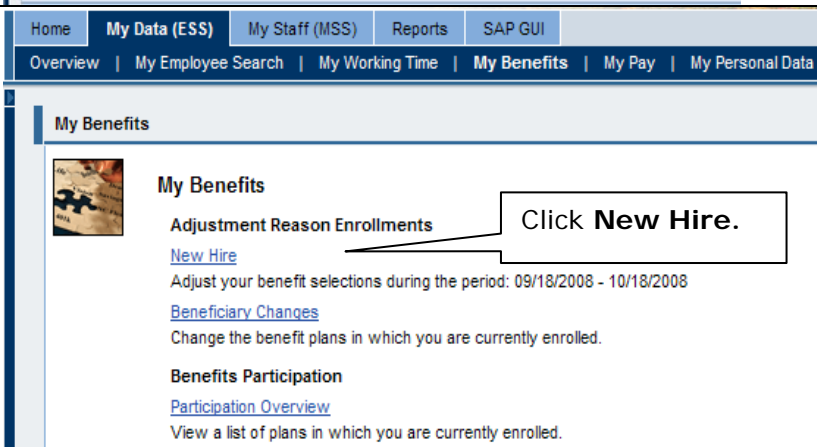 Home My Data (ESS) My Staff (MSS) Reports SAP GUI
Overview | My Employee Search | My Working Time | My Benefits | My Pay | My Personal Data
My Benefits
My Benefits
Adjustment Reason Enrollments
Click New Hire.
New Hire
Adjust your benefit selections during the period: 09/18/2008 - 10/18/2008
Beneficiary Changes
Change the benefit plans in which you are currently enrolled.
Benefits Participation
Participation Overview
View a list of plans in which you are currently enrolled.